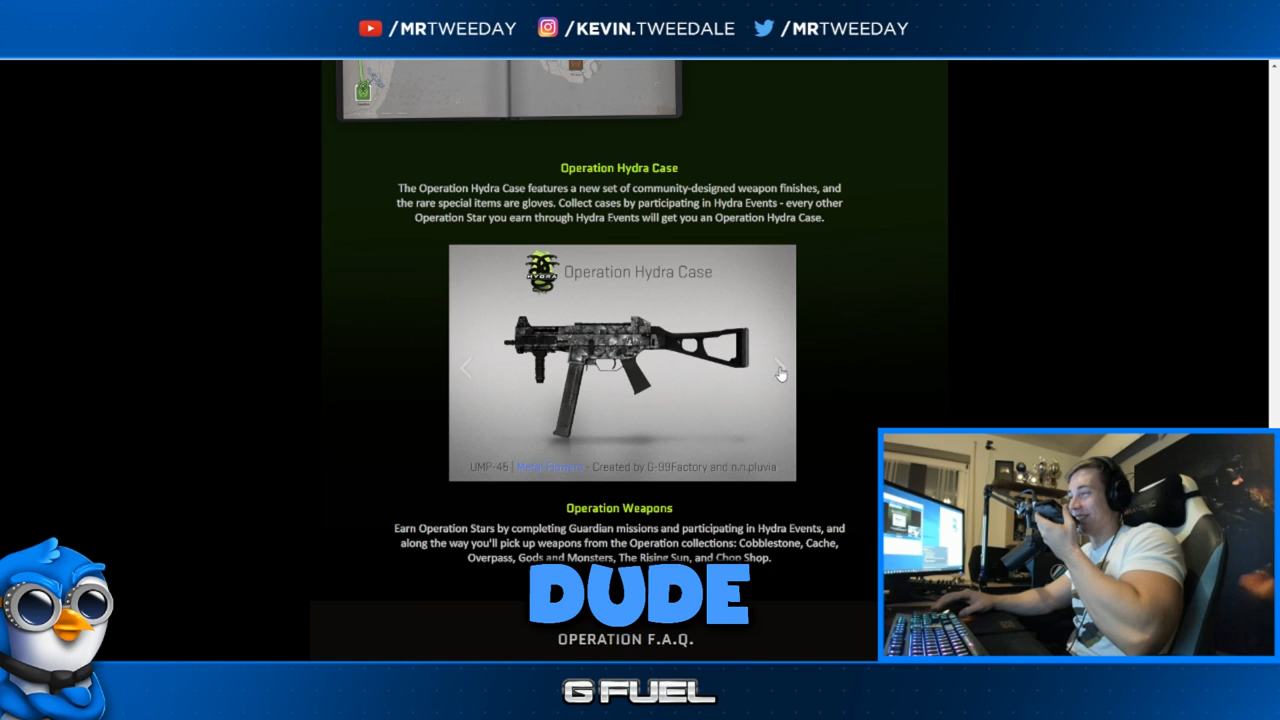 /MRTWEEDAY /KEVIN.TWEEDALE /MRTWEEDAY
Operation Hydra Case
The Operation Hydra Case features a new set of community-designed weapon finishes, and
the rare special items are gloves. Collect cases by participating in Hydra Events - every other
Operation Star you earn through Hydra Events will get you an Operation Hydra Case.
HYDRA Operation Hydra Case
UMP-45 | Metal Flowers - Created by G-99Factory and n.n.pluvia
Operation Weapons
Earn Operation Stars by completing Guardian missions and participating in Hydra Events, and
along the way you'll pick up weapons from the Operation collections: Cobblestone, Cache,
Overpass, Gods and Monsters, The Rising Sun, and Chop Shop.
DUDE
OPERATION F.A.Q.
G FUEL